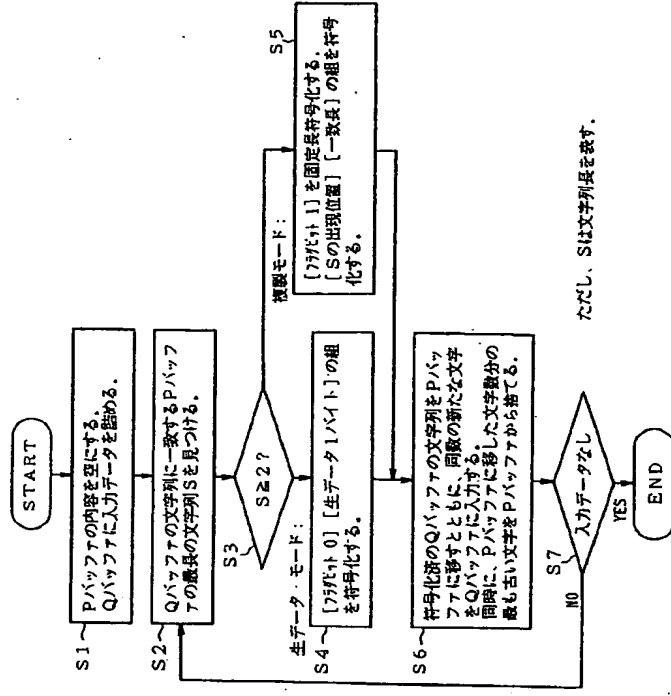 START
S1
Pバッファの内容を空にする。
Qバッファに入力データを詰める。
S2
Qバッファの文字列に一致するPバッフ
ァの最長の文字列Sを見つける。
S3
S≧2?
生データ・モード:
複製モード:
S4
[フラグビット0] [生データ1バイト]の組
を符号化する。
S5
[フラグビット1] を固定長符号化する。
[Sの出現位置] [一致長] の組を符号
化する。
S6
符号化済のQバッファの文字列をPバッ
ファに移すとともに、同数の新たな文字
をQバッファに入力する。
同時に、Pバッファに移した文字数分の
最も古い文字をPバッファから捨てる。
S7
入力データなし
NO
YES
END
ただし、Sは文字列長を表す。